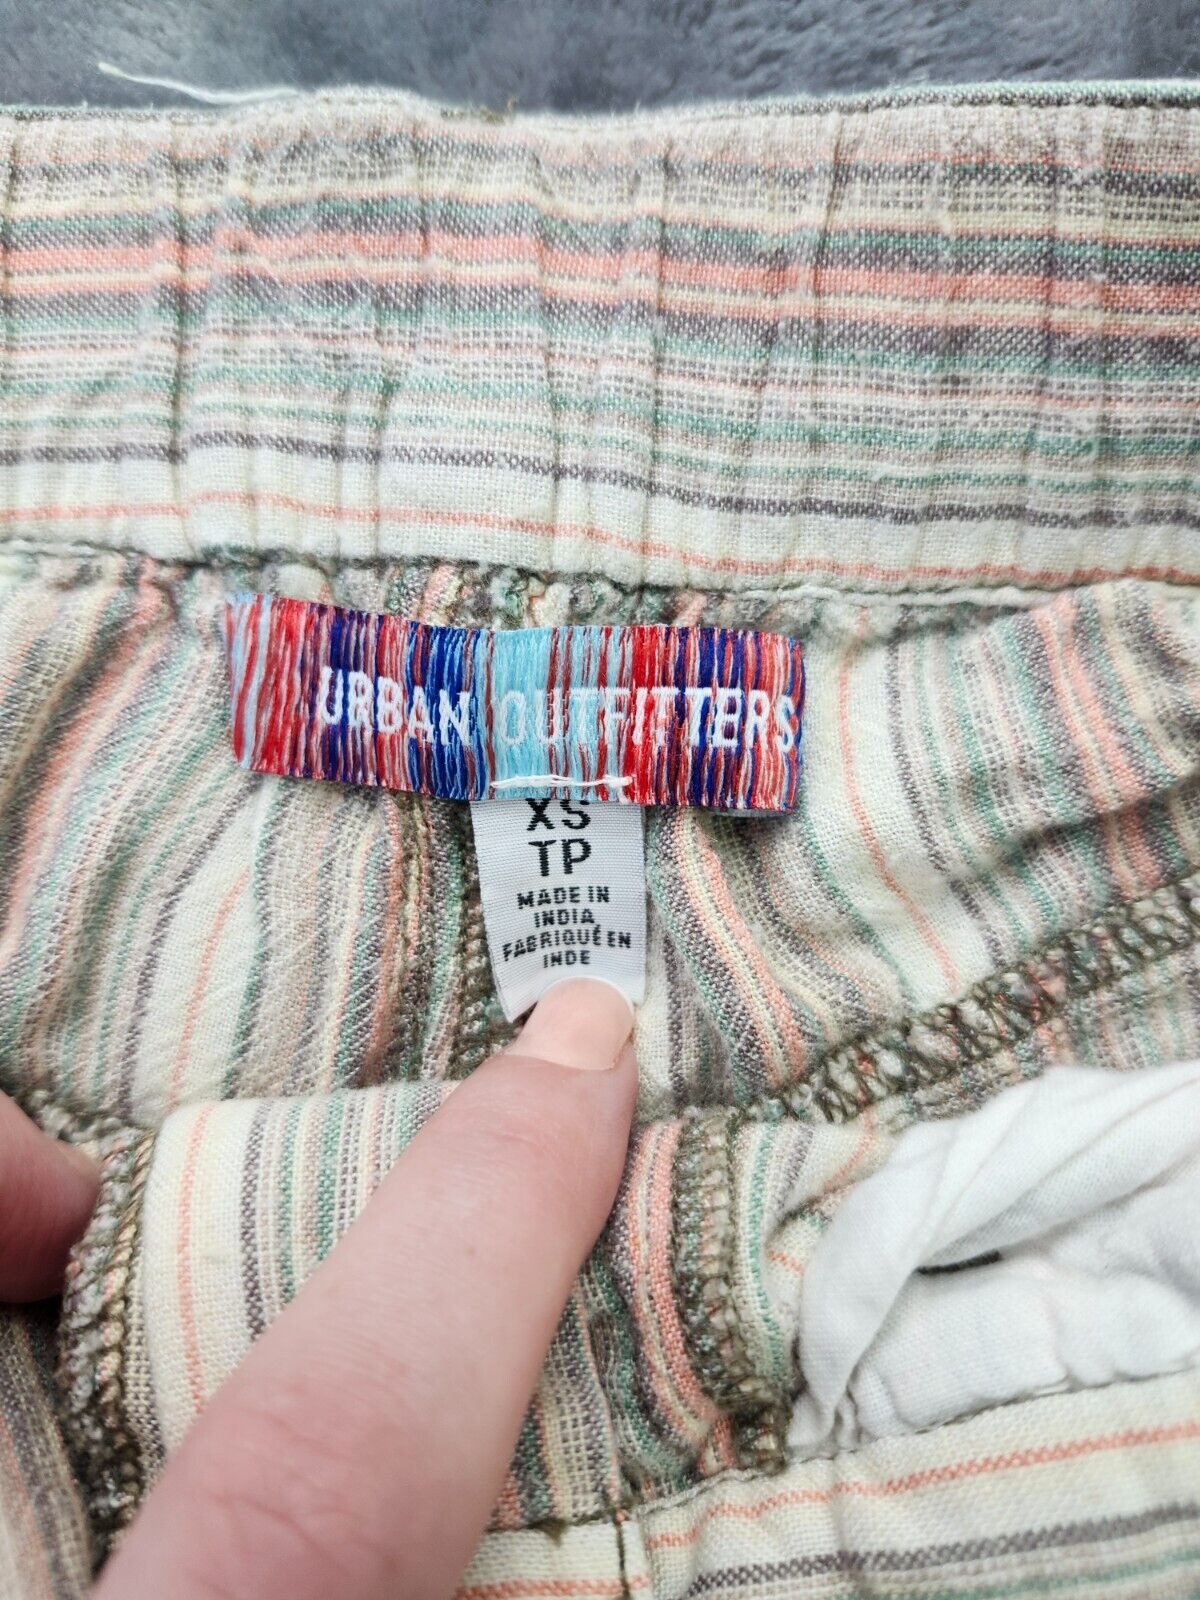 URBAN OUTFITTERS
XS
TP
MADE IN
INDIA
FABRIQUÉ EN
INDE